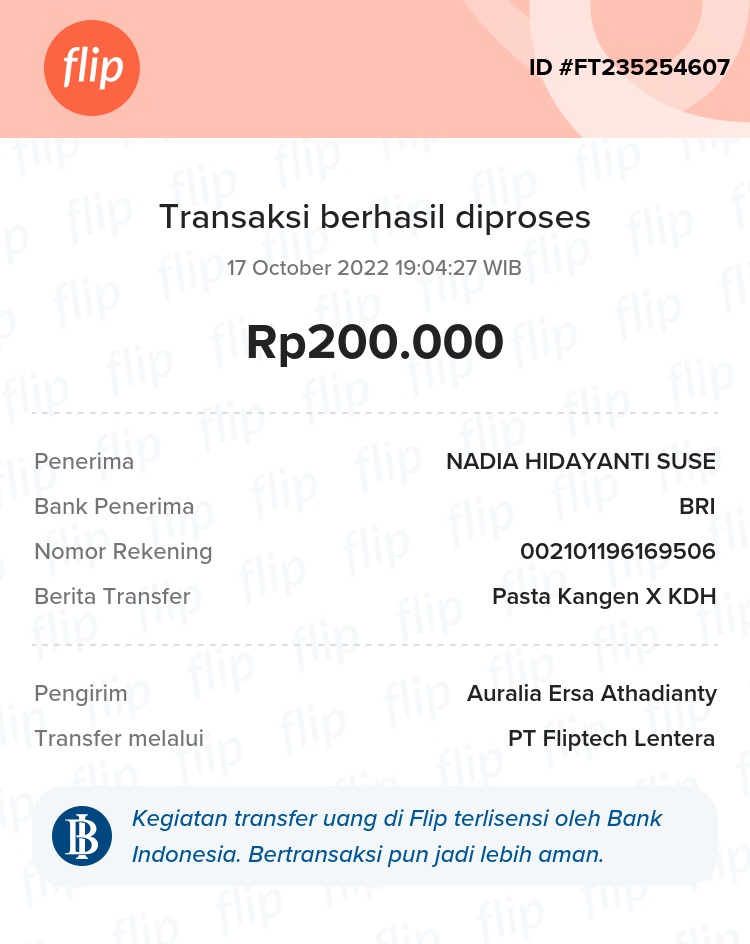 flip
ID #FT235254607
Transaksi berhasil diproses
17 October 2022 19:04:27 WIB
Rp200.000
Penerima NADIA HIDAYANTI SUSE
Bank Penerima BRI
Nomor Rekening 002101196169506
Berita Transfer Pasta Kangen X KDH
Pengirim Auralia Ersa Athadianty
Transfer melalui PT Fliptech Lentera
Kegiatan transfer uang di Flip terlisensi oleh Bank
Indonesia. Bertransaksi pun jadi lebih aman.